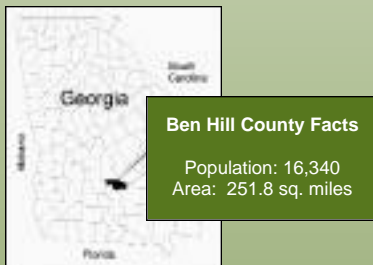 South
Carolina
Georgia
Alabama
Florida
Ben Hill County Facts
Population: 16,340
Area: 251.8 sq. miles